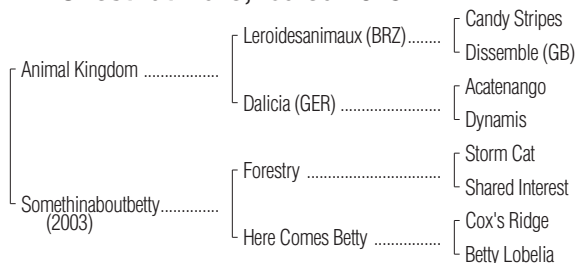 Candy Stripes
Leroidesanimaux (BRZ)........
Dissemble (GB)
Animal Kingdom ..................
Acatenango
Dalicia (GER) ........................
Dynamis
Storm Cat
Forestry ................................
Shared Interest
Somethinaboutbetty..............
(2003)
Cox's Ridge
Here Comes Betty ................
Betty Lobelia